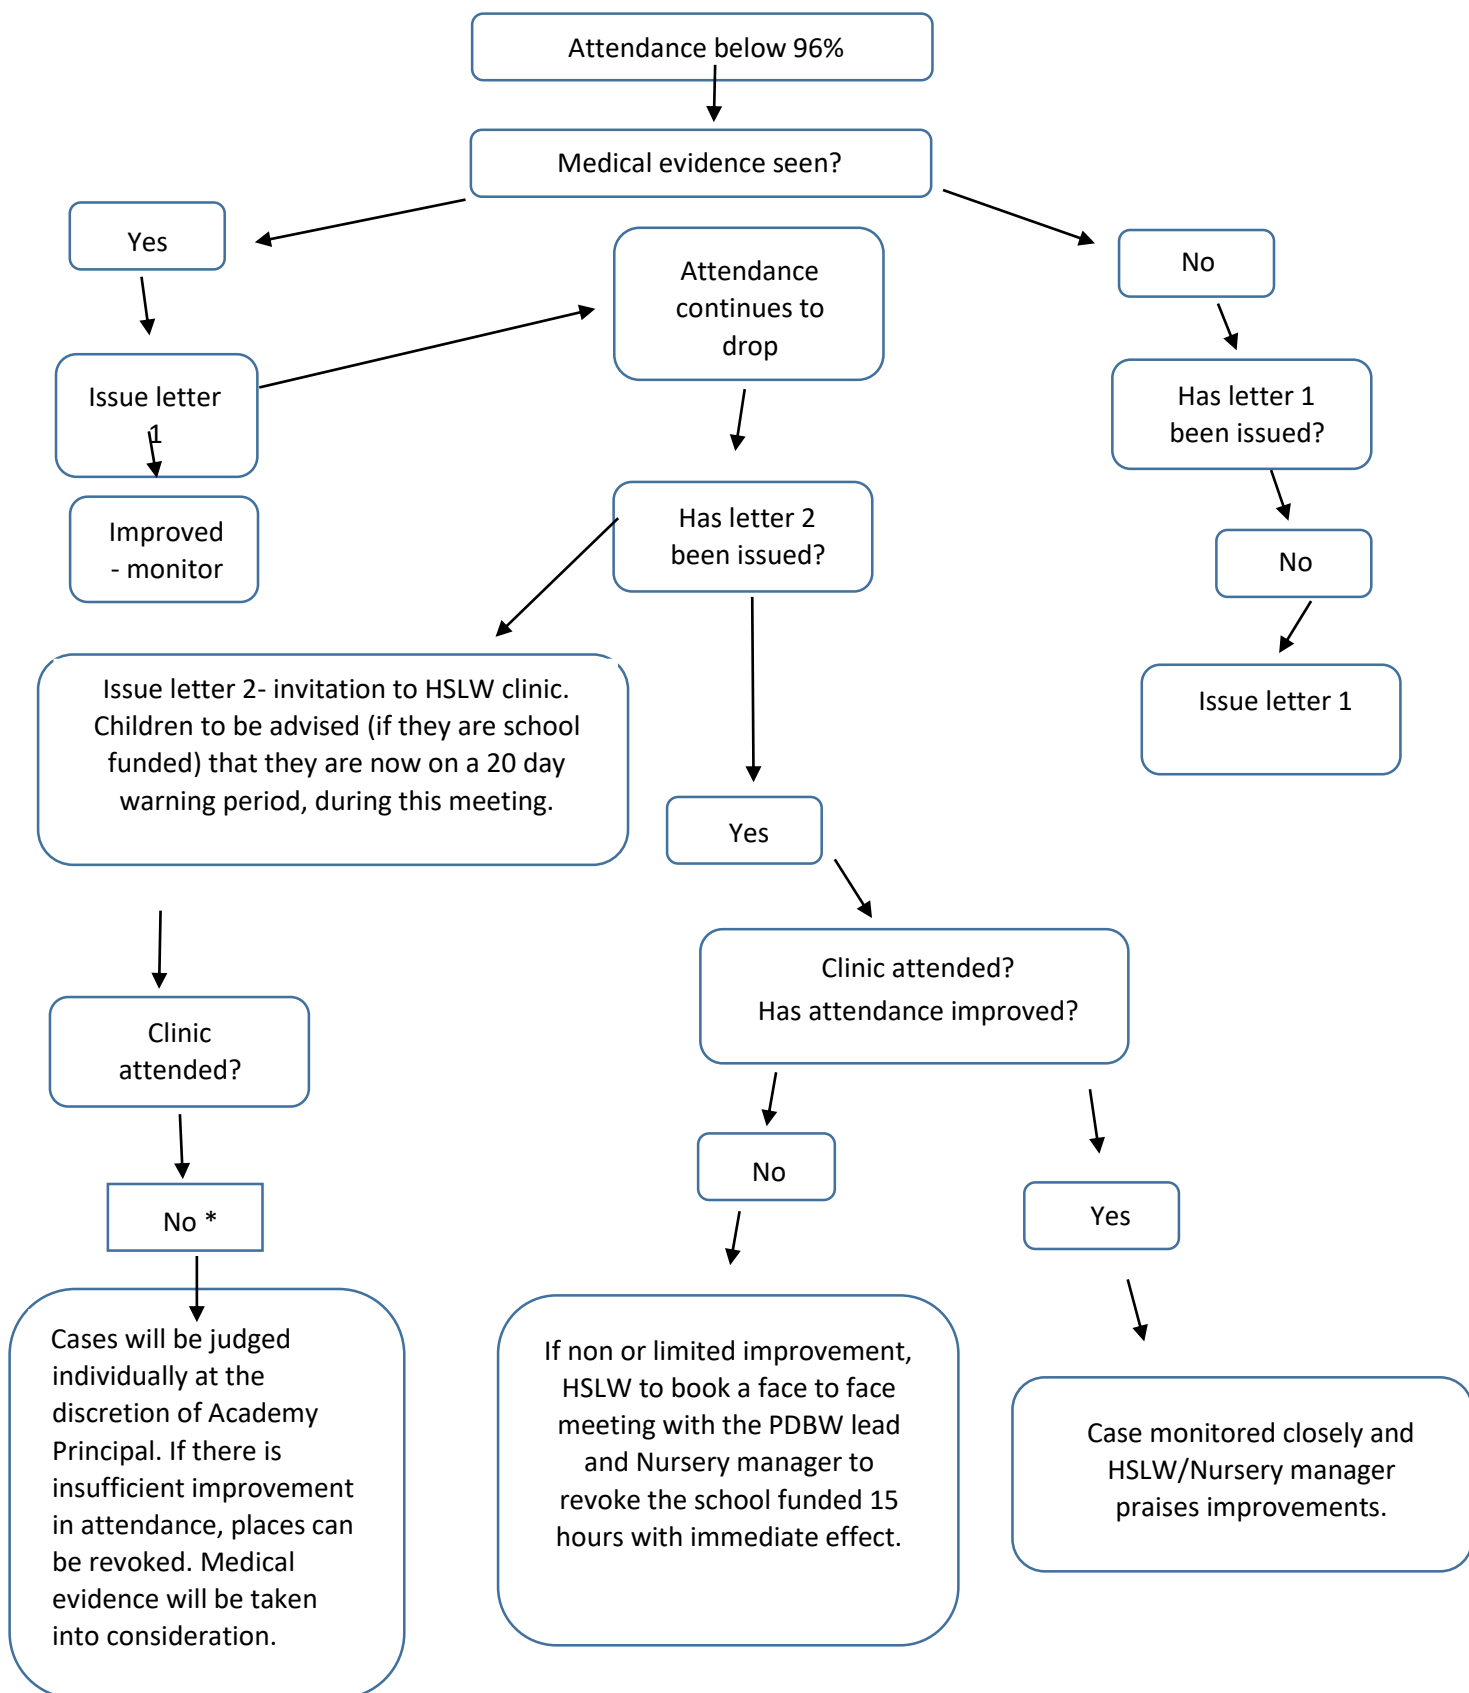 Attendance below 96%
Medical evidence seen?
Yes
Attendance
continues to
drop
No
Issue letter
1
Has letter 1
been issued?
Improved
- monitor
Has letter 2
been issued?
No
Issue letter 2- invitation to HSLW clinic.
Children to be advised (if they are school
funded) that they are now on a 20 day
warning period, during this meeting.
Issue letter 1
Yes
Clinic attended?
Has attendance improved?
Clinic
attended?
No
No *
Yes
Cases will be judged
individually at the
discretion of Academy
Principal. If there is
insufficient improvement
in attendance, places can
be revoked. Medical
evidence will be taken
into consideration.
If non or limited improvement,
HSLW to book a face to face
meeting with the PDBW lead
and Nursery manager to
revoke the school funded 15
hours with immediate effect.
Case monitored closely and
HSLW/Nursery manager
praises improvements.